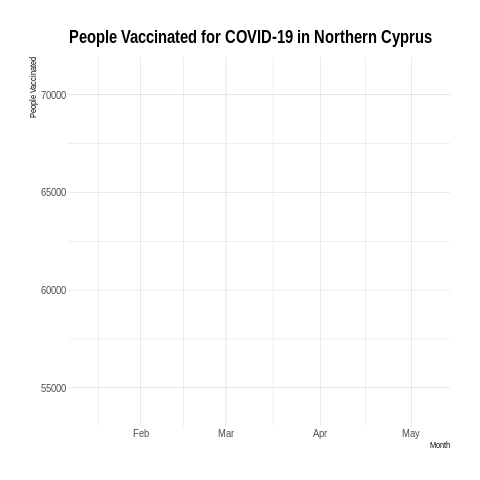 People Vaccinated for COVID-19 in Northern Cyprus
People Vaccinated
70000
65000
60000
55000
Feb Mar Apr May
Month